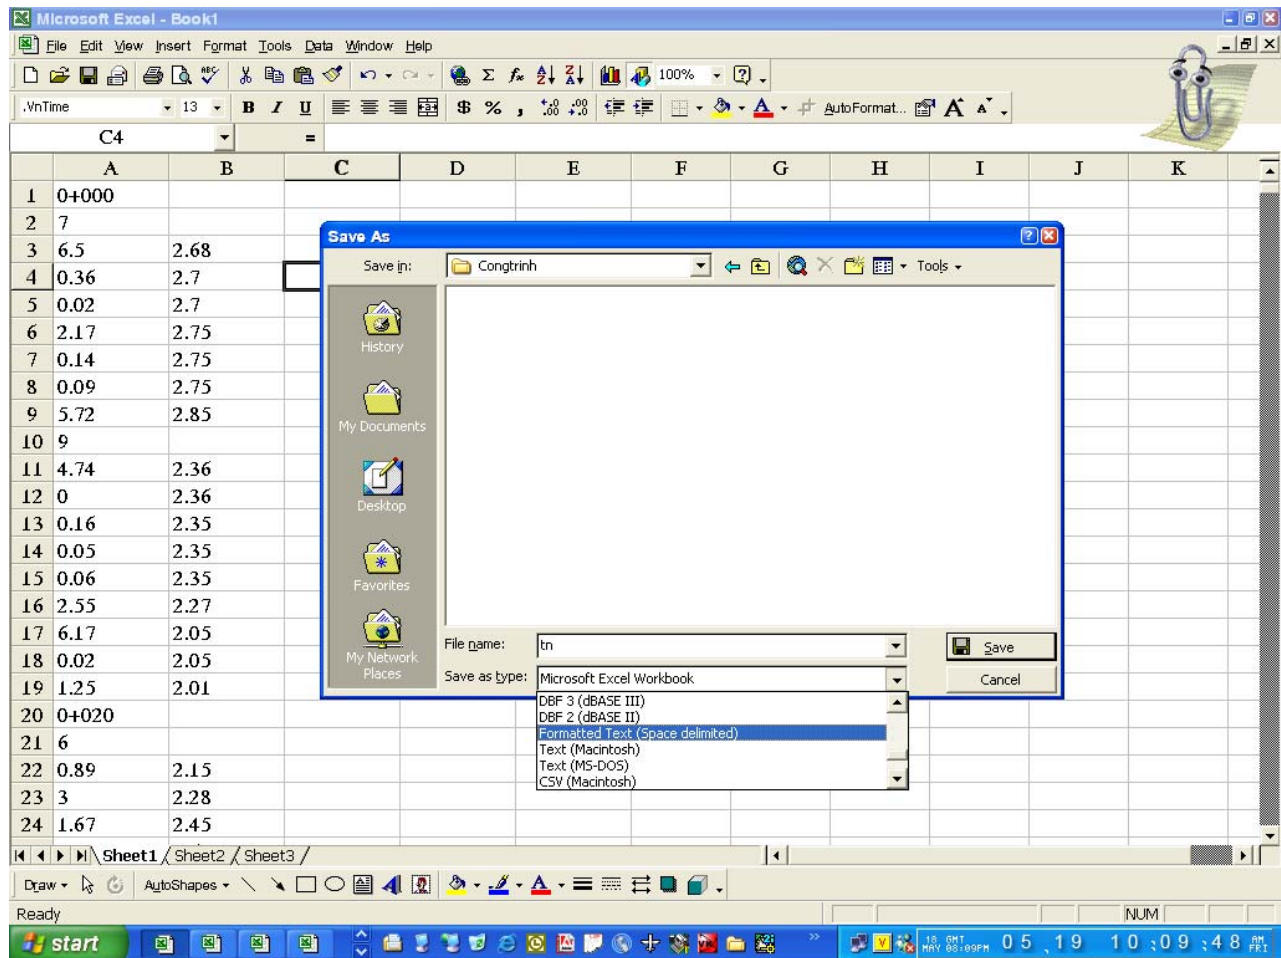 Microsoft Excel - Book1
File Edit View Insert Format Tools Data Window Help
100%
.VnTime 13 B I U $ % , AutoFormat... A A
C4 =
A B C D E F G H I J K
1 0+000
2 7
3 6.5 2.68
4 0.36 2.7
5 0.02 2.7
6 2.17 2.75
7 0.14 2.75
8 0.09 2.75
9 5.72 2.85
10 9
11 4.74 2.36
12 0 2.36
13 0.16 2.35
14 0.05 2.35
15 0.06 2.35
16 2.55 2.27
17 6.17 2.05
18 0.02 2.05
19 1.25 2.01
20 0+020
21 6
22 0.89 2.15
23 3 2.28
24 1.67 2.45
Save As
Save in: Congtrinh Tools
History
My Documents
Desktop
Favorites
My Network
Places
File name: tn Save
Save as type: Microsoft Excel Workbook Cancel
DBF 3 (dBASE III)
DBF 2 (dBASE II)
Formatted Text (Space delimited)
Text (Macintosh)
Text (MS-DOS)
CSV (Macintosh)
Sheet1 Sheet2 Sheet3
Draw AutoShapes
Ready NUM
start 18 GMT MAY 08:09PM 05.19 10:09:48 AM FRI